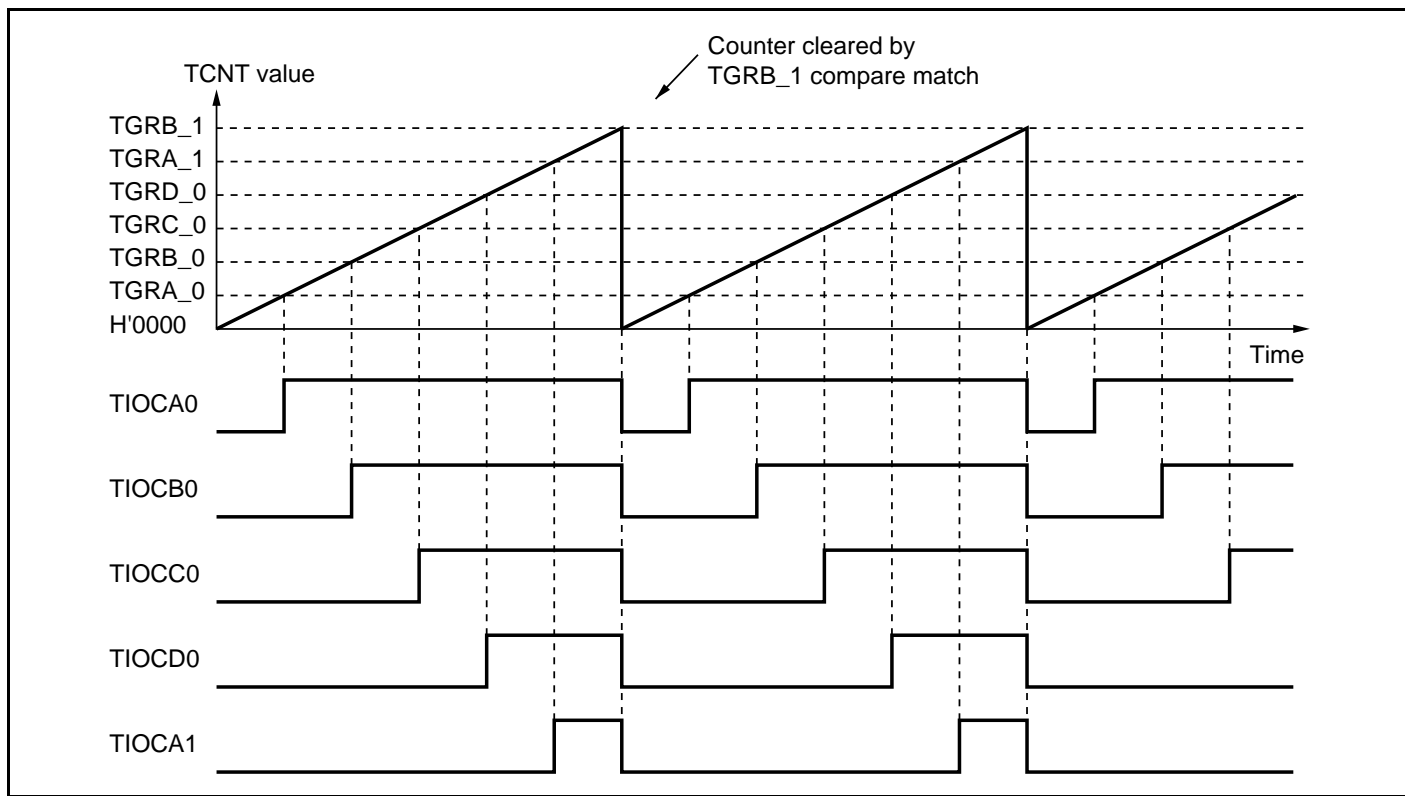 Counter cleared by
TGRB_1 compare match
TCNT value
TGRB_1
TGRA_1
TGRD_0
TGRC_0
TGRB_0
TGRA_0
H'0000
Time
TIOCA0
TIOCB0
TIOCC0
TIOCD0
TIOCA1